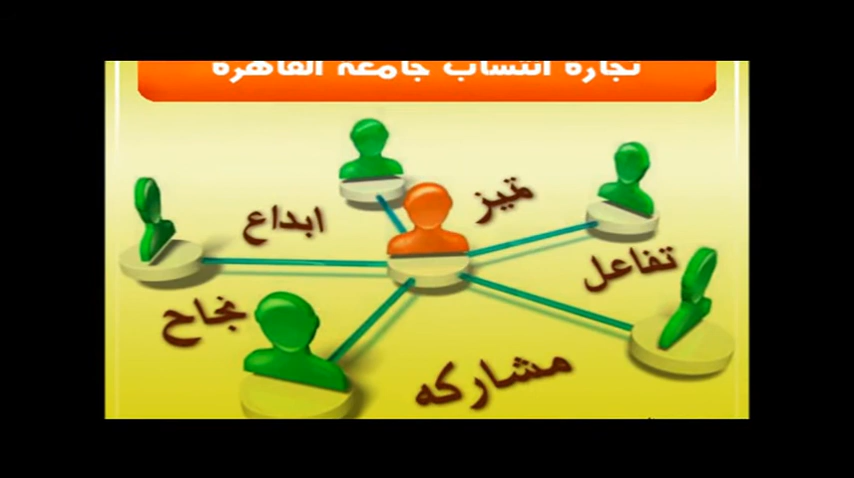 تجارة انتساب جامعة القاهرة
تميز
ابداع
تفاعل
نجاح
مشاركه